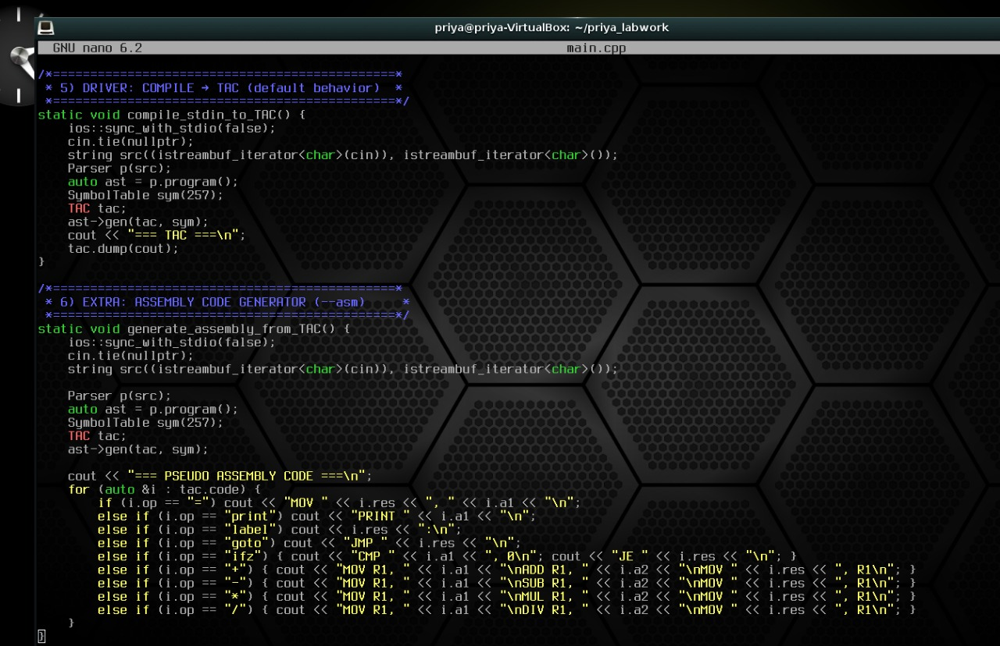 priya@priya-VirtualBox: ~/priya_labwork
GNU nano 6.2 main.cpp
/*==============================================*
 * 5) DRIVER: COMPILE → TAC (default behavior)  *
 *==============================================*/
static void compile_stdin_to_TAC() {
    ios::sync_with_stdio(false);
    cin.tie(nullptr);
    string src((istreambuf_iterator<char>(cin)), istreambuf_iterator<char>());
    Parser p(src);
    auto ast = p.program();
    SymbolTable sym(257);
    TAC tac;
    ast->gen(tac, sym);
    cout << "=== TAC ===\n";
    tac.dump(cout);
}
/*==============================================*
 * 6) EXTRA: ASSEMBLY CODE GENERATOR (--asm)     *
 *==============================================*/
static void generate_assembly_from_TAC() {
    ios::sync_with_stdio(false);
    cin.tie(nullptr);
    string src((istreambuf_iterator<char>(cin)), istreambuf_iterator<char>());
    Parser p(src);
    auto ast = p.program();
    SymbolTable sym(257);
    TAC tac;
    ast->gen(tac, sym);
    cout << "=== PSEUDO ASSEMBLY CODE ===\n";
    for (auto &i : tac.code) {
        if (i.op == "=") cout << "MOV " << i.res << ", " << i.a1 << "\n";
        else if (i.op == "print") cout << "PRINT " << i.a1 << "\n";
        else if (i.op == "label") cout << i.res << ":\n";
        else if (i.op == "goto") cout << "JMP " << i.res << "\n";
        else if (i.op == "ifz") { cout << "CMP " << i.a1 << ", 0\n"; cout << "JE " << i.res << "\n"; }
        else if (i.op == "+") { cout << "MOV R1, " << i.a1 << "\nADD R1, " << i.a2 << "\nMOV " << i.res << ", R1\n"; }
        else if (i.op == "-") { cout << "MOV R1, " << i.a1 << "\nSUB R1, " << i.a2 << "\nMOV " << i.res << ", R1\n"; }
        else if (i.op == "*") { cout << "MOV R1, " << i.a1 << "\nMUL R1, " << i.a2 << "\nMOV " << i.res << ", R1\n"; }
        else if (i.op == "/") { cout << "MOV R1, " << i.a1 << "\nDIV R1, " << i.a2 << "\nMOV " << i.res << ", R1\n"; }
    }
}